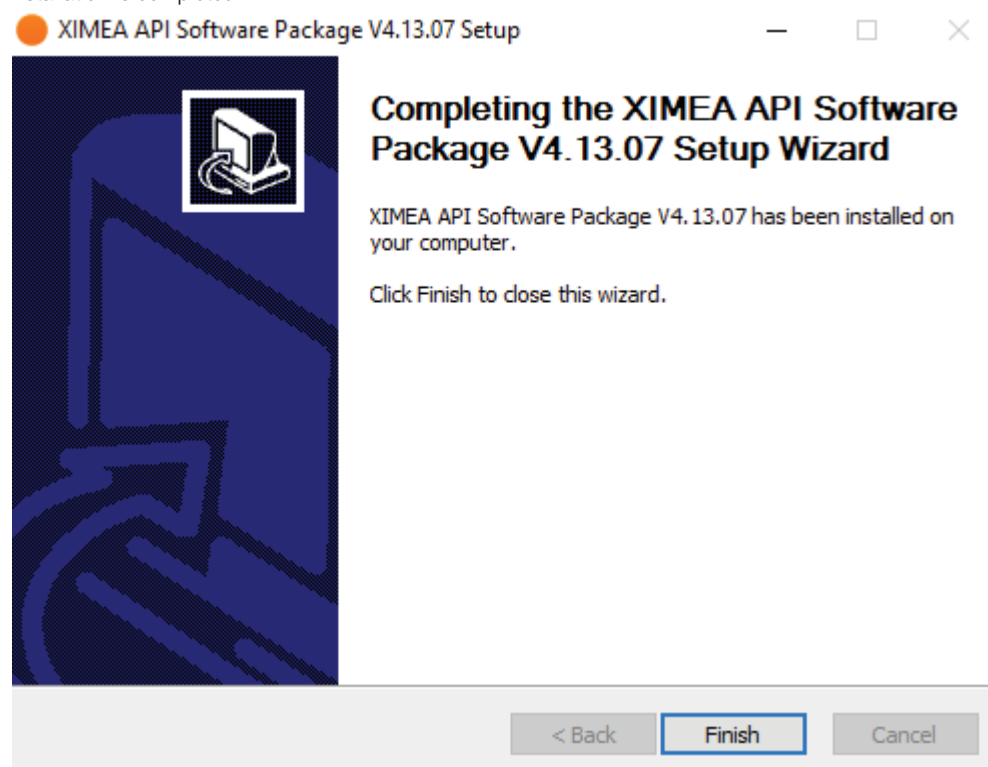 XIMEA API Software Package V4.13.07 Setup
Completing the XIMEA API Software
Package V4.13.07 Setup Wizard
XIMEA API Software Package V4.13.07 has been installed on
your computer.
Click Finish to close this wizard.
< Back
Finish
Cancel